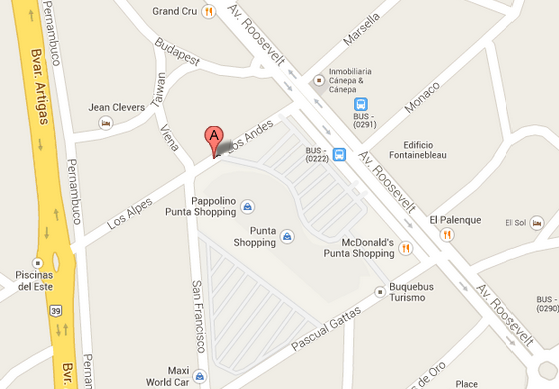 Grand Cru
Av. Roosevelt
Marsella
Pernambuco
Budapest
Bvar. Artigas
Taiwan
Inmobiliaria
Cánepa &
Cánepa
Monaco
Jean Clevers
BUS -
(0291)
A
Viena
Los Andes
Edificio
Fontainebleau
BUS -
(0222)
Av. Roosevelt
Pernambuco
Los Alpes
Pappolino
Punta Shopping
Punta
Shopping
El Palenque
El Sol
McDonald's
Punta Shopping
Piscinas
del Este
Buquebus
Turismo
39
San Francisco
Av. Roosevelt
BUS -
(0290)
Pascual Gattas
Maxi
World Car
Perna
Bvr.
s de Oro
Place